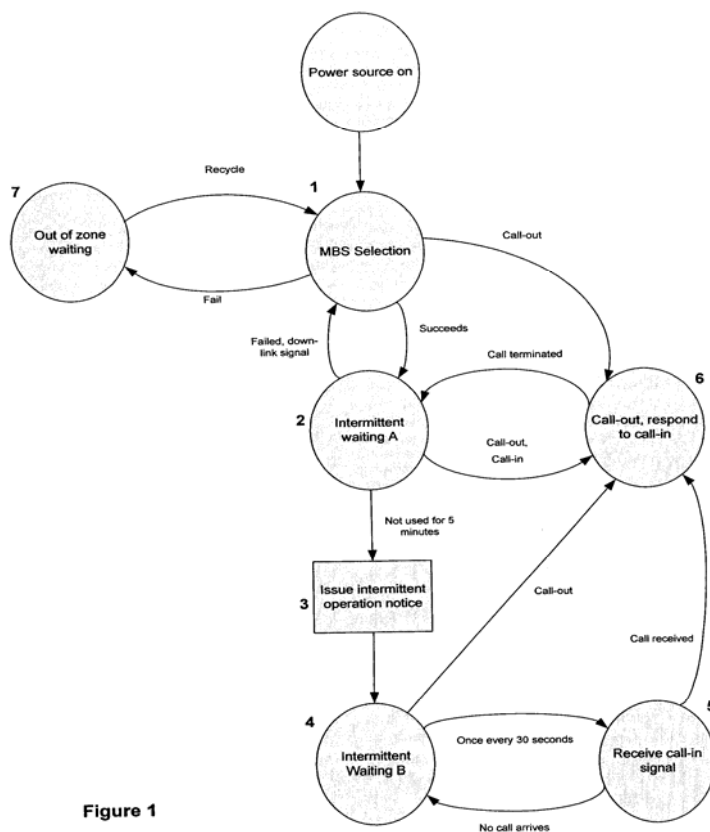 Power source on
Recycle
7
1
Out of zone
waiting
MBS Selection
Call-out
Fail
Failed, down-
link signal
Succeeds
Call terminated
6
2
Intermittent
waiting A
Call-out, respond
to call-in
Call-out,
Call-in
Not used for 5
minutes
3
Issue intermittent
operation notice
Call-out
Call received
4
5
Intermittent
Waiting B
Once every 30 seconds
Receive call-in
signal
Figure 1
No call arrives